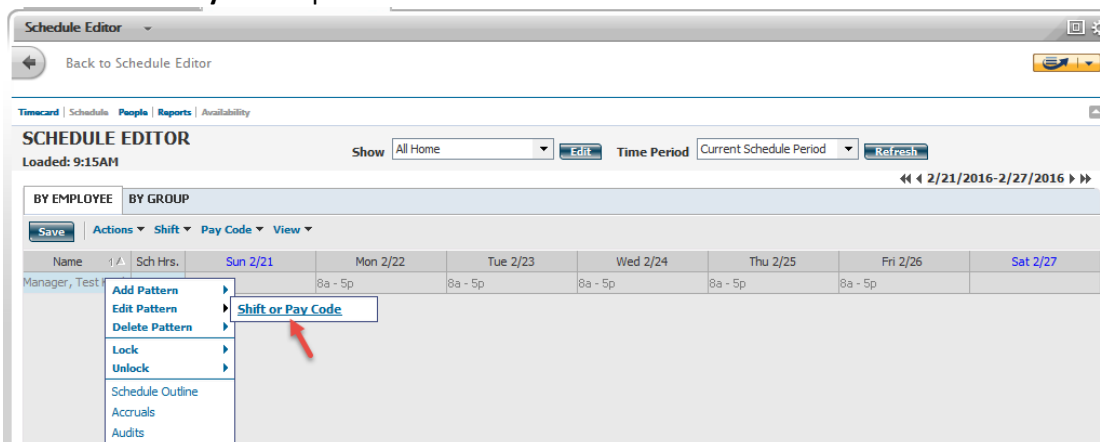 Schedule Editor
Back to Schedule Editor
Timecard | Schedule People | Reports | Availability
SCHEDULE EDITOR
Loaded: 9:15AM
Show All Home Edit Time Period Current Schedule Period Refresh
2/21/2016-2/27/2016
BY EMPLOYEE BY GROUP
Save Actions Shift Pay Code View
Name 1 Sch Hrs. Sun 2/21 Mon 2/22 Tue 2/23 Wed 2/24 Thu 2/25 Fri 2/26 Sat 2/27
Manager, Test 8a - 5p 8a - 5p 8a - 5p 8a - 5p 8a - 5p
Add Pattern
Edit Pattern Shift or Pay Code
Delete Pattern
Lock
Unlock
Schedule Outline
Accruals
Audits